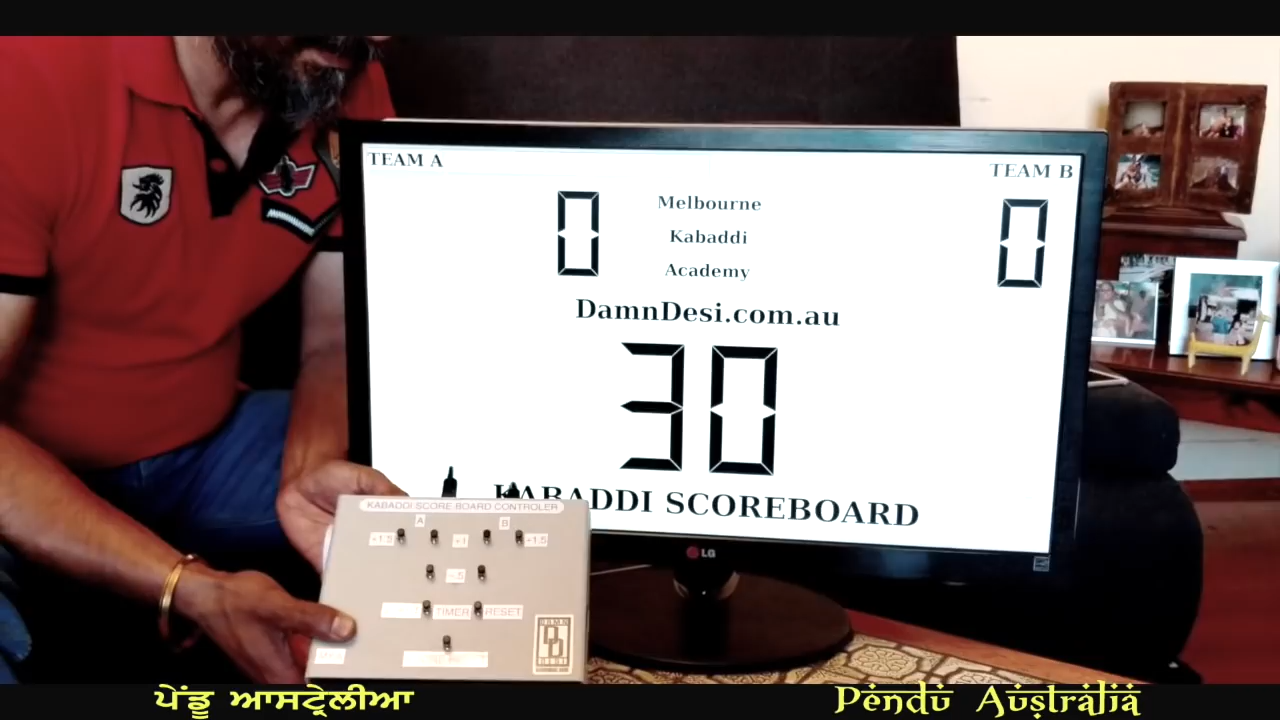 TEAM A
TEAM B
0
Melbourne
0
Kabaddi
Academy
DamnDesi.com.au
30
KABADDI SCOREBOARD
KABADDI SCORE BOARD CONTROLER
A B
+1.5 +1 +1.5
-.5
TIMER RESET
LG
ਪੇਂਡੂ ਆਸਟ੍ਰੇਲੀਆ
Pendu Australia